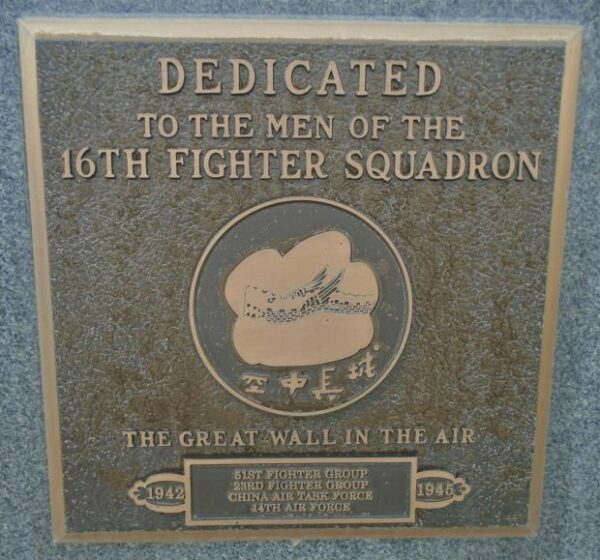 DEDICATED
TO THE MEN OF THE
16TH FIGHTER SQUADRON
空中長城
THE GREAT WALL IN THE AIR
1942
51ST FIGHTER GROUP
23RD FIGHTER GROUP
CHINA AIR TASK FORCE
14TH AIR FORCE
1945